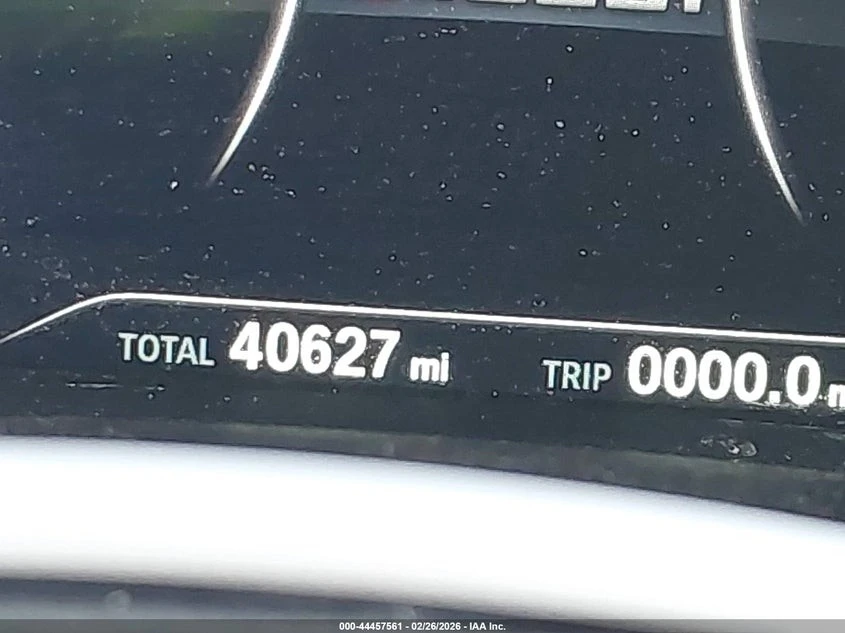 TOTAL 40627 mi TRIP 0000.0
000-44457561 - 02/26/2026 - IAA Inc.